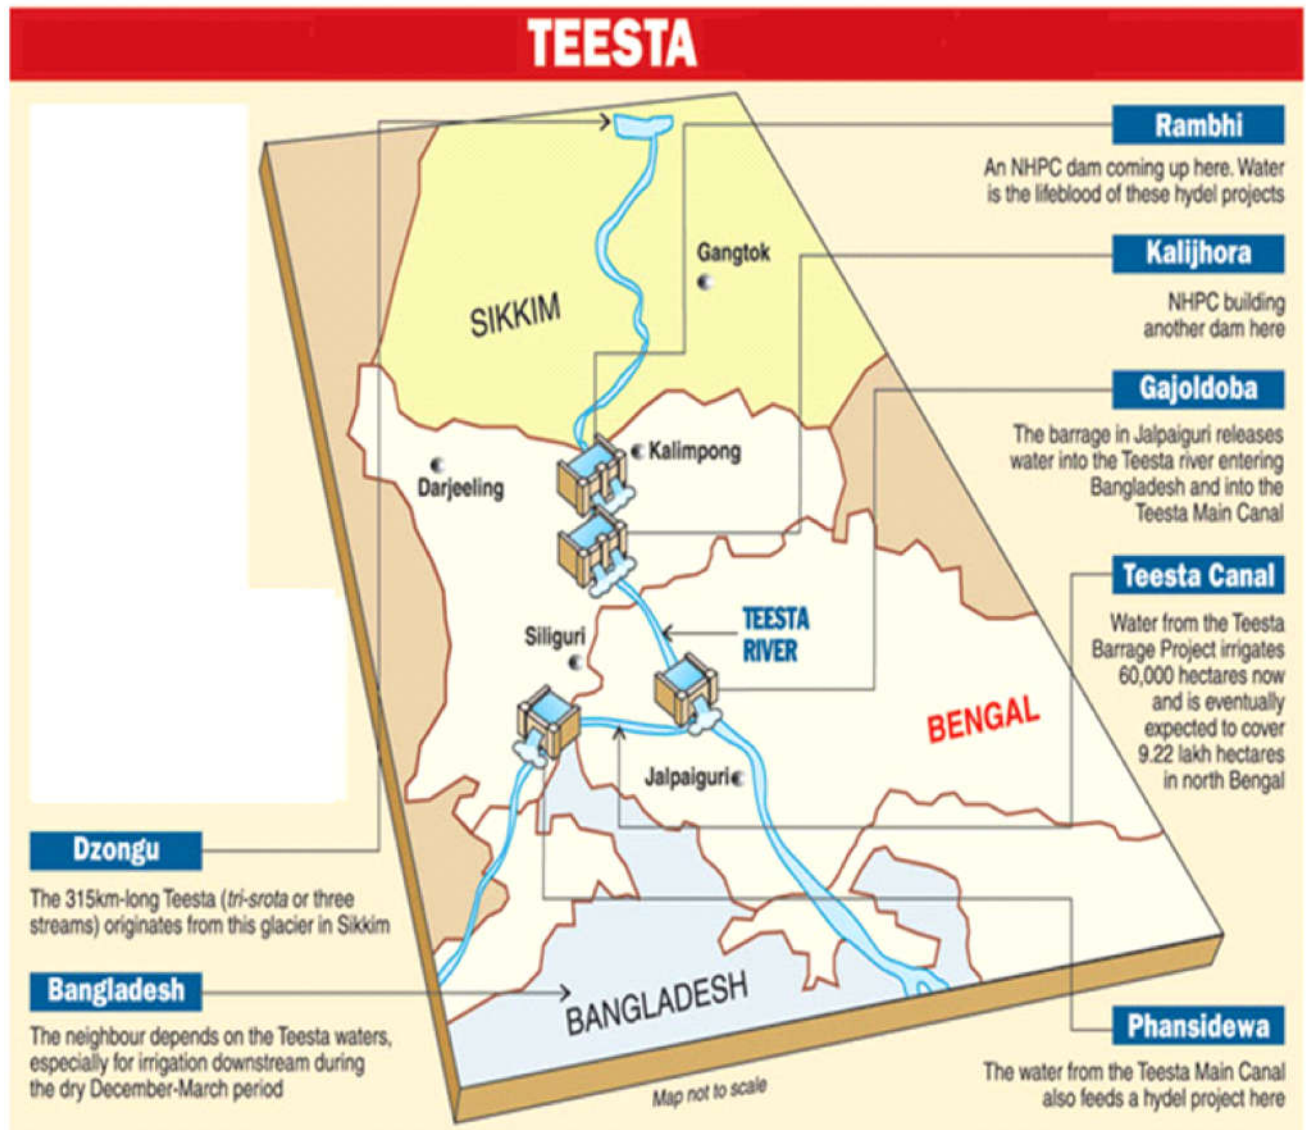 TEESTA
Rambhi
An NHPC dam coming up here. Water
is the lifeblood of these hydel projects
Kalijhora
NHPC building
another dam here
Gajoldoba
The barrage in Jalpaiguri releases
water into the Teesta river entering
Bangladesh and into the
Teesta Main Canal
Teesta Canal
Water from the Teesta
Barrage Project irrigates
60,000 hectares now
and is eventually
expected to cover
9.22 lakh hectares
in north Bengal
Gangtok
SIKKIM
Kalimpong
Darjeeling
TEESTA
RIVER
Siliguri
BENGAL
Jalpaiguri
Dzongu
The 315km-long Teesta (tri-srota or three
streams) originates from this glacier in Sikkim
Bangladesh
The neighbour depends on the Teesta waters,
especially for irrigation downstream during
the dry December-March period
BANGLADESH
Phansidewa
The water from the Teesta Main Canal
also feeds a hydel project here
Map not to scale